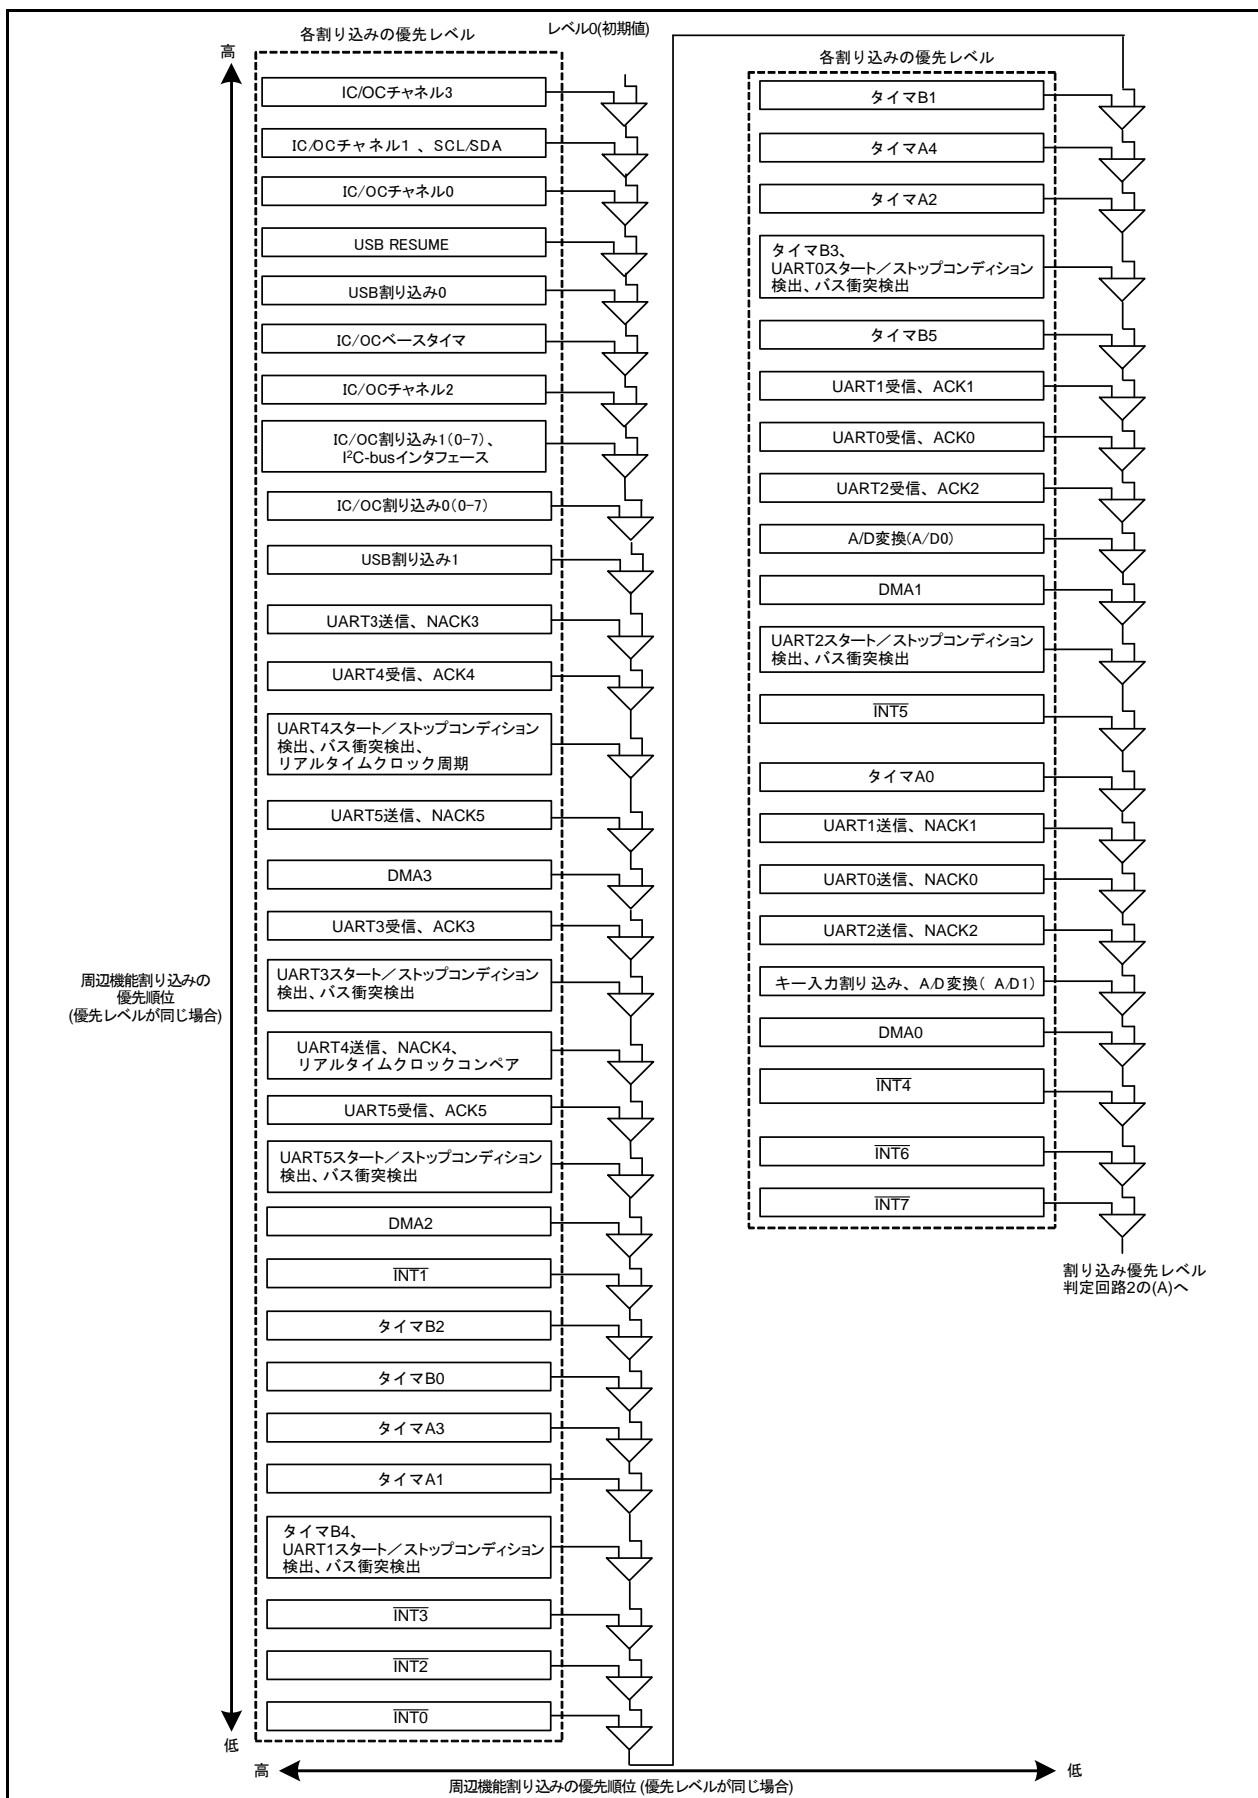 各割り込みの優先レベル
レベル0(初期値)
高
IC/OCチャネル3
IC/OCチャネル1、SCL/SDA
IC/OCチャネル0
USB RESUME
USB割り込み0
IC/OCベースタイマ
IC/OCチャネル2
IC/OC割り込み1(0-7)、
I²C-busインタフェース
IC/OC割り込み0(0-7)
USB割り込み1
UART3送信、NACK3
UART4受信、ACK4
UART4スタート／ストップコンディション
検出、バス衝突検出、
リアルタイムクロック周期
UART5送信、NACK5
DMA3
UART3受信、ACK3
UART3スタート／ストップコンディション
検出、バス衝突検出
UART4送信、NACK4、
リアルタイムクロックコンペア
UART5受信、ACK5
UART5スタート／ストップコンディション
検出、バス衝突検出
DMA2
INT1
タイマB2
タイマB0
タイマA3
タイマA1
タイマB4、
UART1スタート／ストップコンディション
検出、バス衝突検出
INT3
INT2
INT0
周辺機能割り込みの
優先順位
(優先レベルが同じ場合)
低
各割り込みの優先レベル
タイマB1
タイマA4
タイマA2
タイマB3、
UART0スタート／ストップコンディション
検出、バス衝突検出
タイマB5
UART1受信、ACK1
UART0受信、ACK0
UART2受信、ACK2
A/D変換(A/D0)
DMA1
UART2スタート／ストップコンディション
検出、バス衝突検出
INT5
タイマA0
UART1送信、NACK1
UART0送信、NACK0
UART2送信、NACK2
キー入力割り込み、A/D変換(A/D1)
DMA0
INT4
INT6
INT7
割り込み優先レベル
判定回路2の(A)へ
高
低
周辺機能割り込みの優先順位(優先レベルが同じ場合)